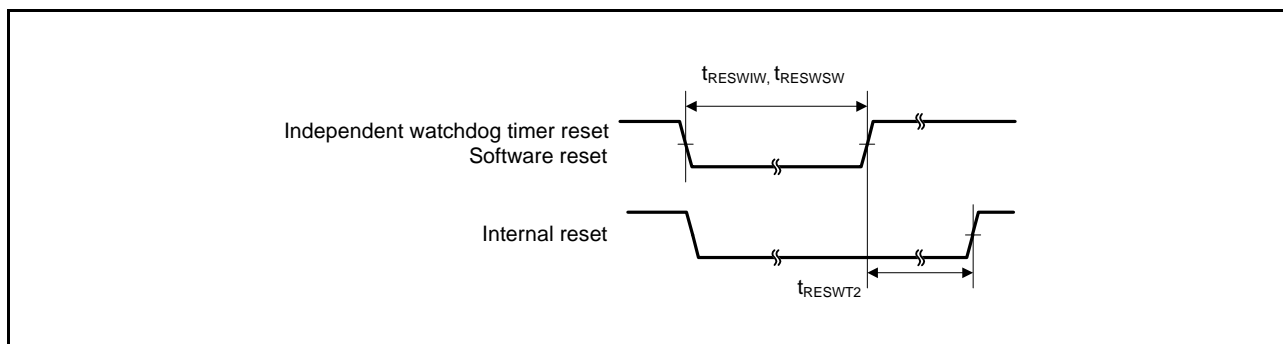 tRESWIW, tRESWSW
Independent watchdog timer reset
Software reset
Internal reset
tRESWT2